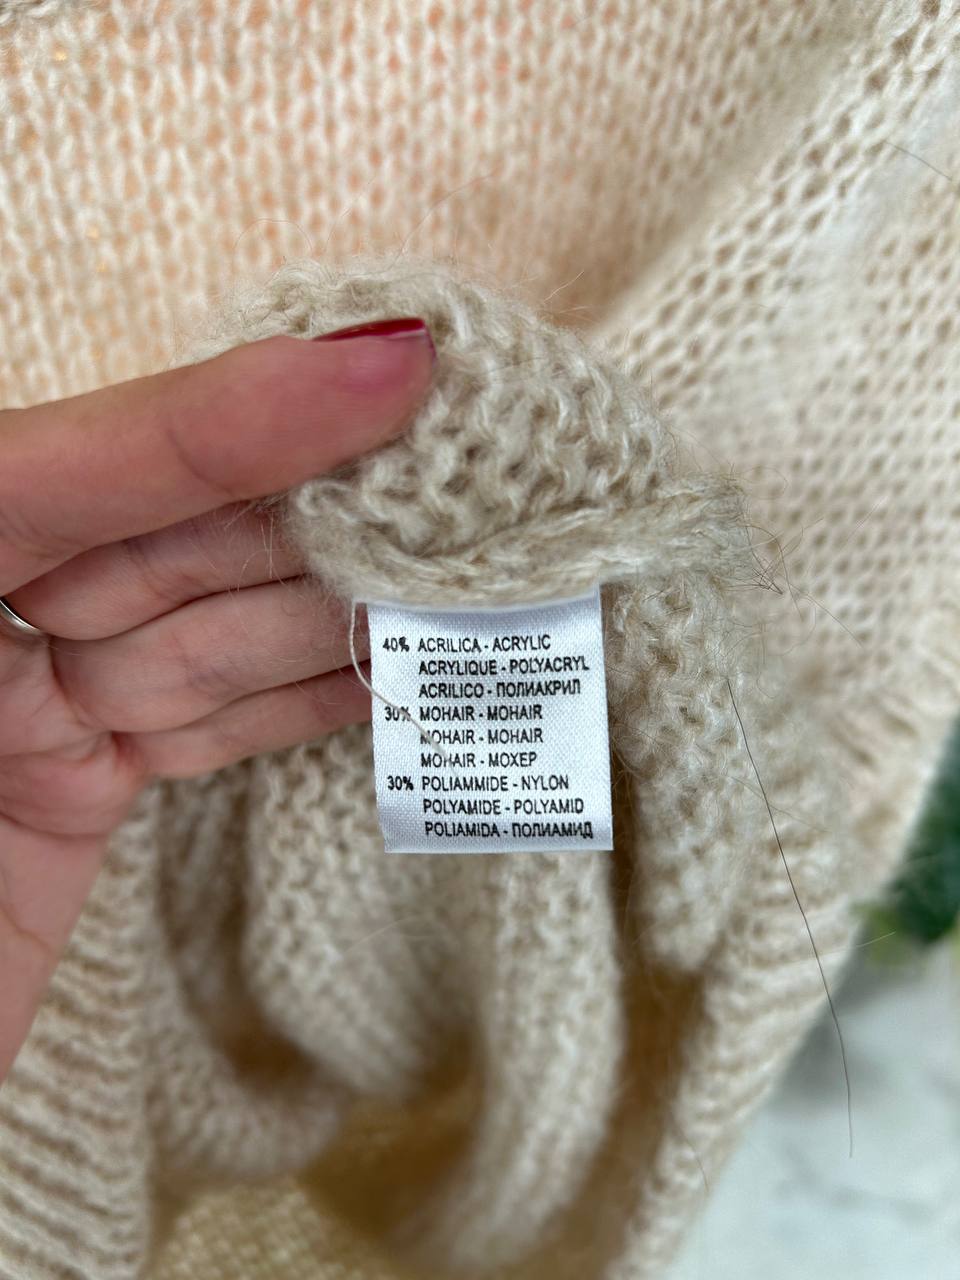 40% ACRILICA - ACRYLIC
ACRYLIQUE - POLYACRYL
ACRILICO - ПОЛИАКРИЛ
30% MOHAIR - MOHAIR
MOHAIR - MOHAIR
MOHAIR - МОХЕР
30% POLIAMMIDE - NYLON
POLYAMIDE - POLYAMID
POLIAMIDA - ПОЛИАМИД